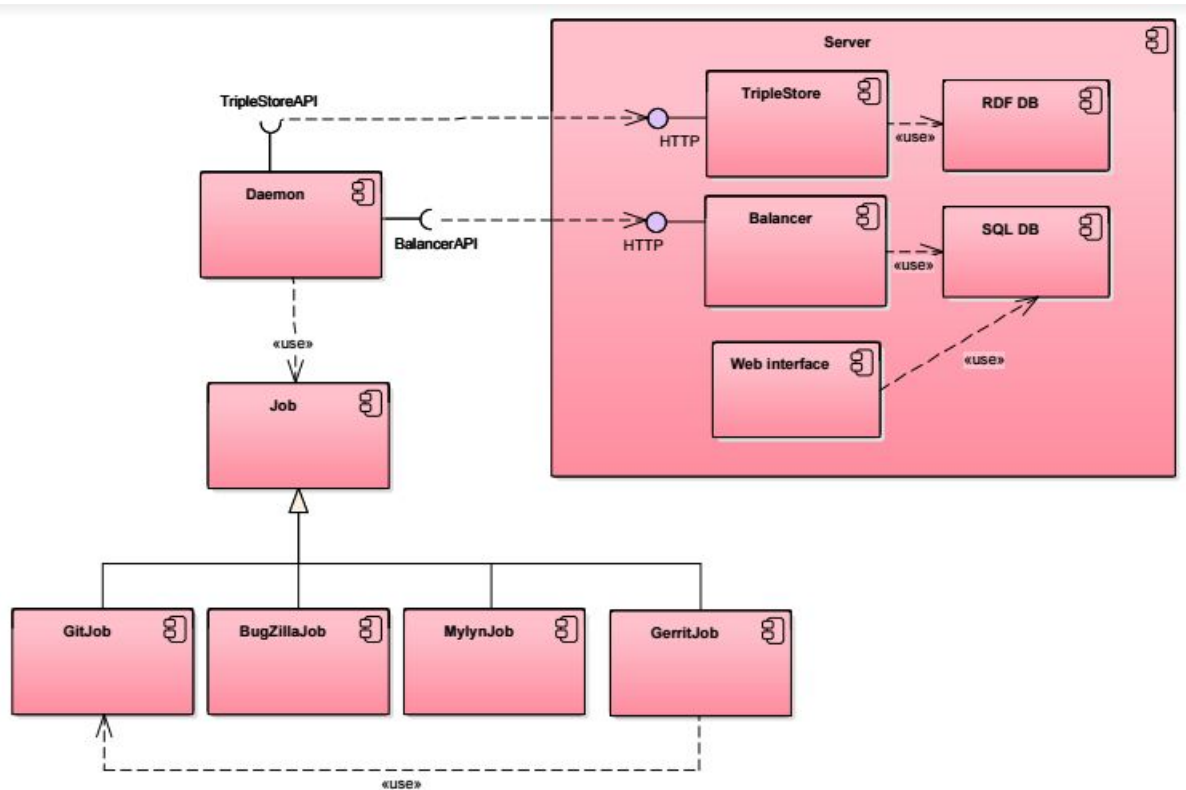 Server
TripleStoreAPI
TripleStore
RDF DB
HTTP
«use»
Daemon
Balancer
SQL DB
BalancerAPI
HTTP
«use»
«use»
Web interface
«use»
Job
GitJob
BugZillaJob
MylynJob
GerritJob
«use»